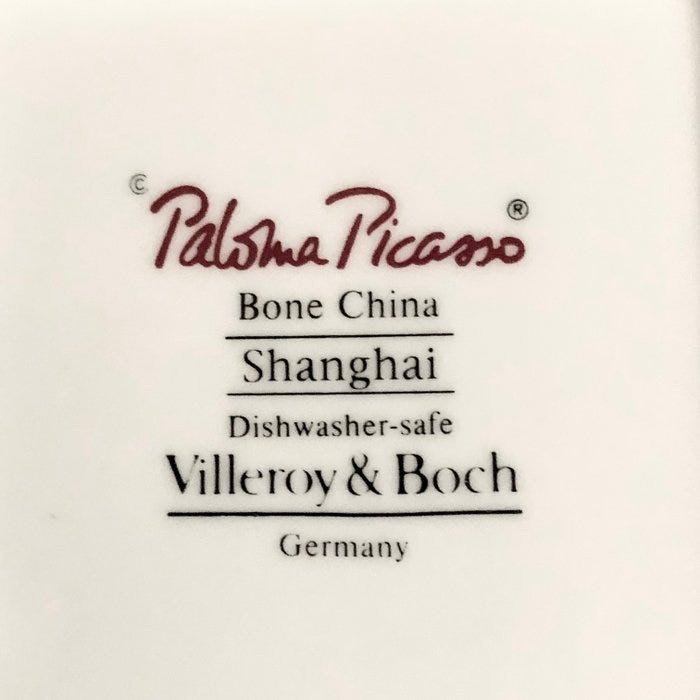 © Paloma Picasso ®
Bone China
Shanghai
Dishwasher-safe
Villeroy & Boch
Germany